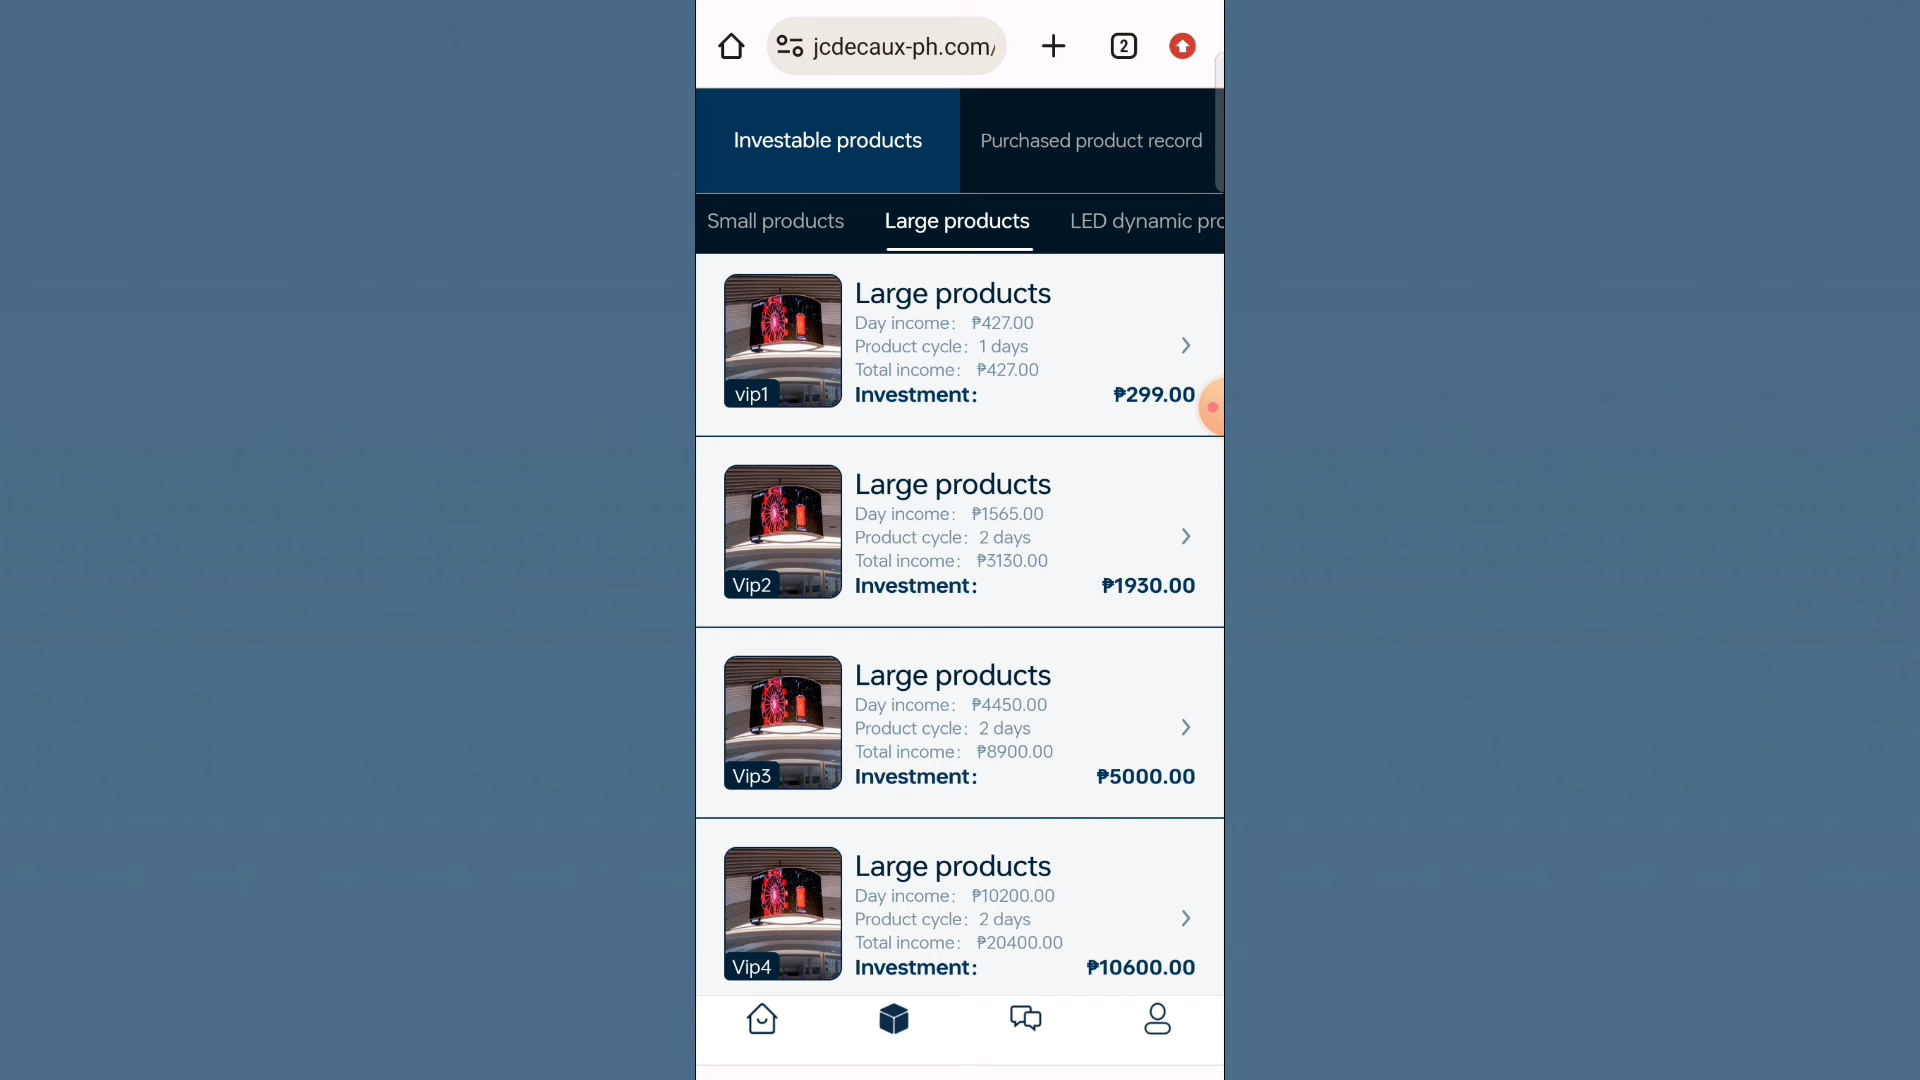 jcdecaux-ph.com/
2
Investable products
Purchased product record
Small products
Large products
LED dynamic pro
Large products
Day income: ₱427.00
Product cycle: 1 days
Total income: ₱427.00
vip1
Investment: ₱299.00
Large products
Day income: ₱1565.00
Product cycle: 2 days
Total income: ₱3130.00
Vip2
Investment: ₱1930.00
Large products
Day income: ₱4450.00
Product cycle: 2 days
Total income: ₱8900.00
Vip3
Investment: ₱5000.00
Large products
Day income: ₱10200.00
Product cycle: 2 days
Total income: ₱20400.00
Vip4
Investment: ₱10600.00